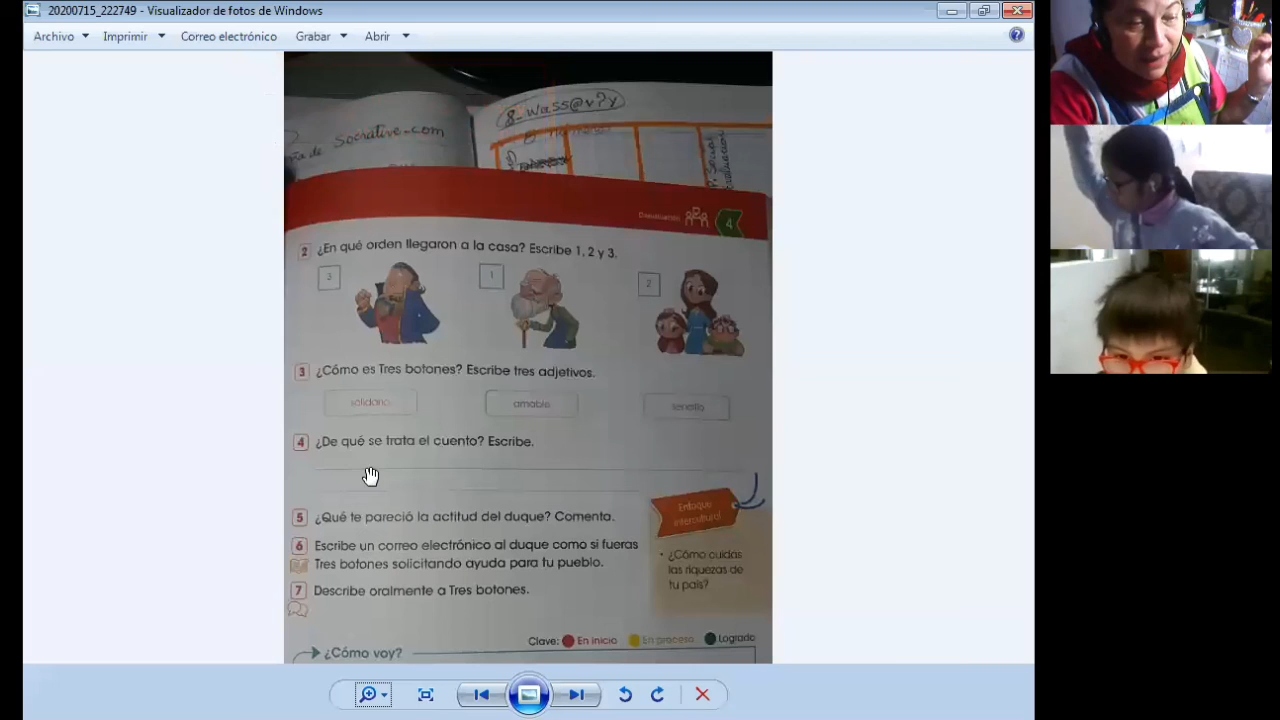 20200715_222749 - Visualizador de fotos de Windows
Archivo Imprimir Correo electrónico Grabar Abrir
8- wass@v?y
Socrative-com
de
4
2 ¿En qué orden llegaron a la casa? Escribe 1, 2 y 3.
3 1 2
3 ¿Cómo es Tres botones? Escribe tres adjetivos.
solidario amable sencillo
4 ¿De qué se trata el cuento? Escribe.
5 ¿Qué te pareció la actitud del duque? Comenta.
6 Escribe un correo electrónico al duque como si fueras
Tres botones solicitando ayuda para tu pueblo.
7 Describe oralmente a Tres botones.
Enfoque
intercultural
• ¿Cómo cuidas
las riquezas de
tu país?
Clave: En inicio En proceso Logrado
¿Cómo voy?